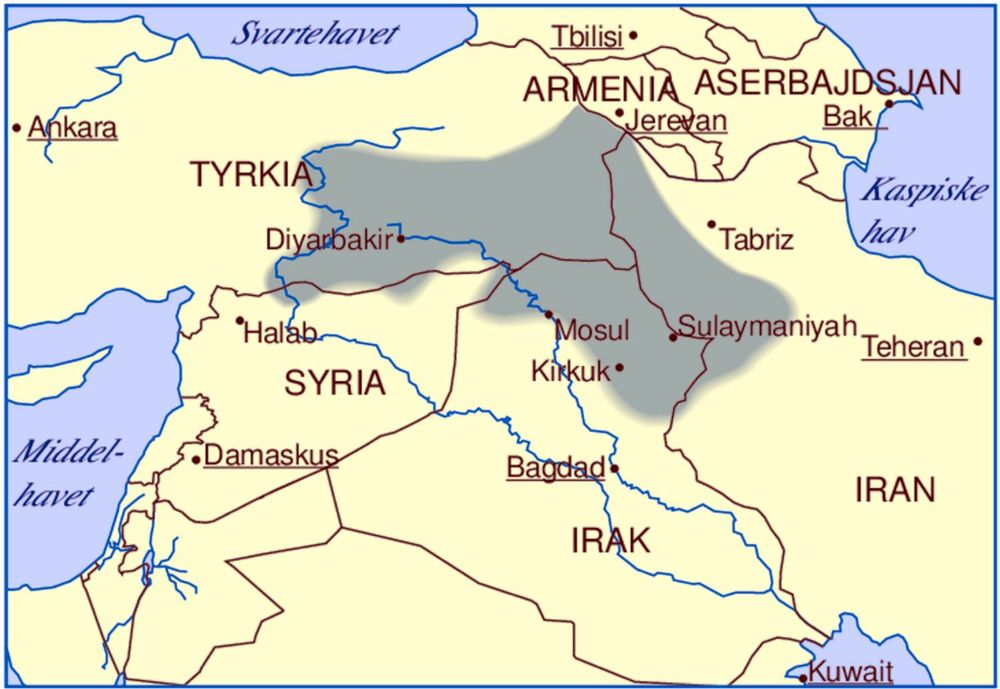 Svartehavet
Tbilisi
ARMENIA
ASERBAJDSJAN
Jerevan
Bak
Ankara
TYRKIA
Kaspiske
hav
Diyarbakir
Tabriz
Halab
Mosul
Sulaymaniyah
Teheran
Kirkuk
SYRIA
Middel-
havet
Damaskus
Bagdad
IRAN
IRAK
Kuwait